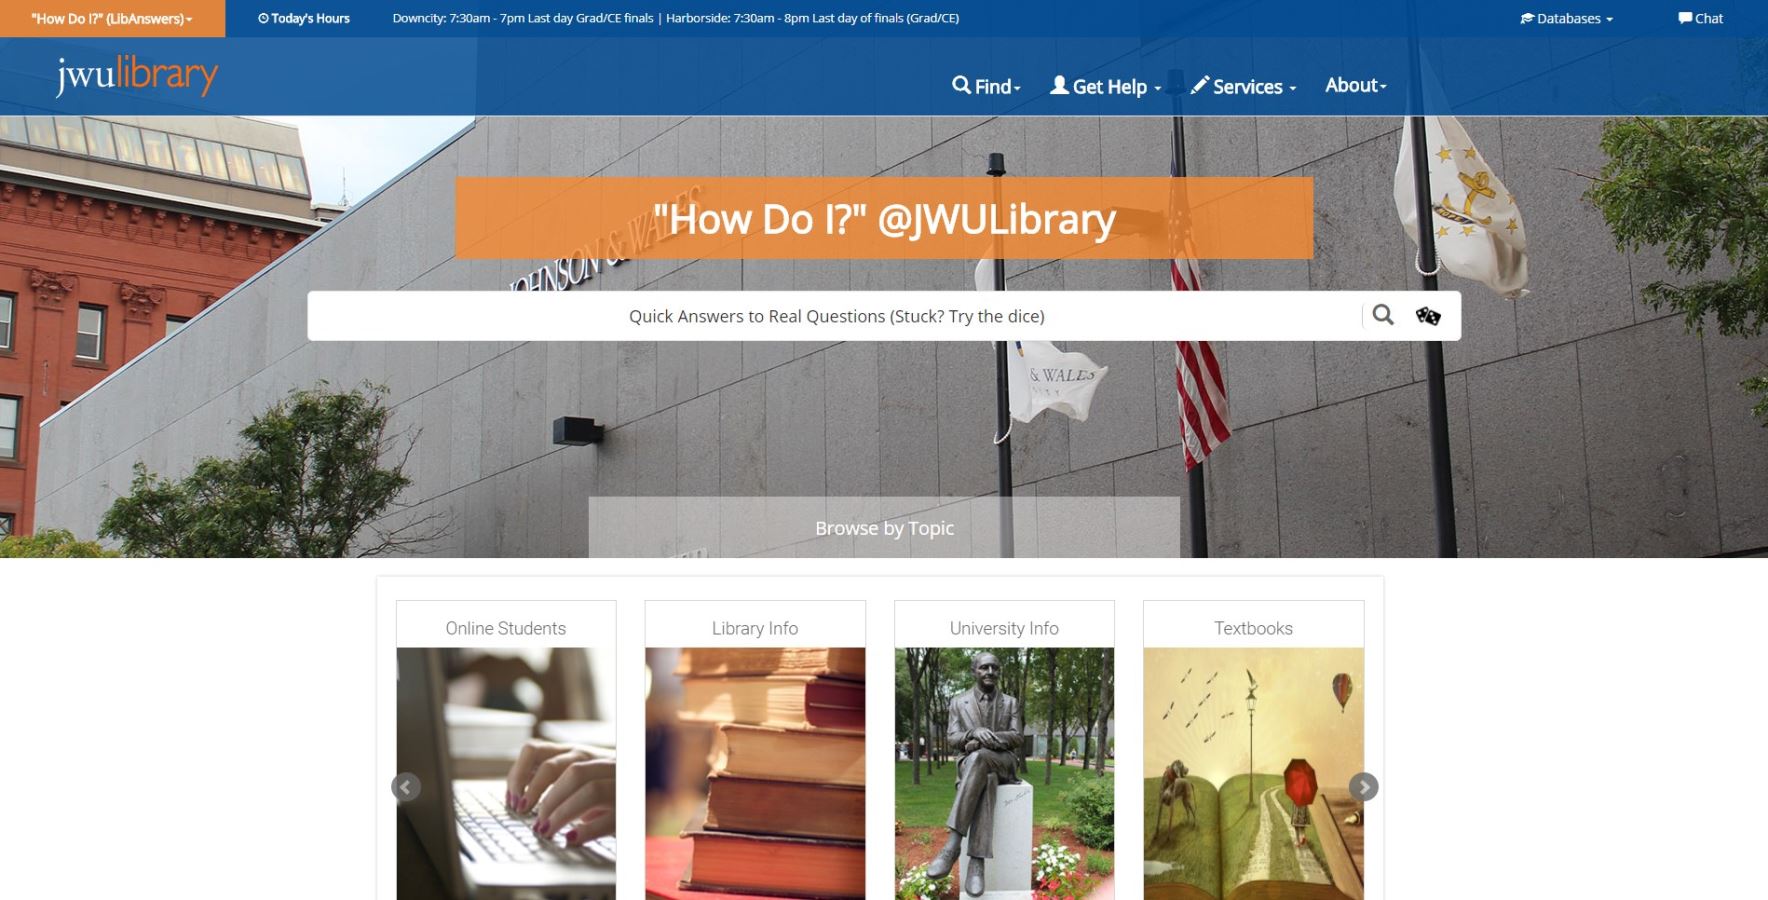 "How Do I?" (LibAnswers)
Today's Hours
Downcity: 7:30am - 7pm Last day Grad/CE finals | Harborside: 7:30am - 8pm Last day of finals (Grad/CE)
Databases
Chat
jwulibrary
Find
Get Help
Services
About
"How Do I?" @JWULibrary
JOHNSON & WALES
Quick Answers to Real Questions (Stuck? Try the dice)
& WALES
Browse by Topic
Online Students
Library Info
University Info
Textbooks